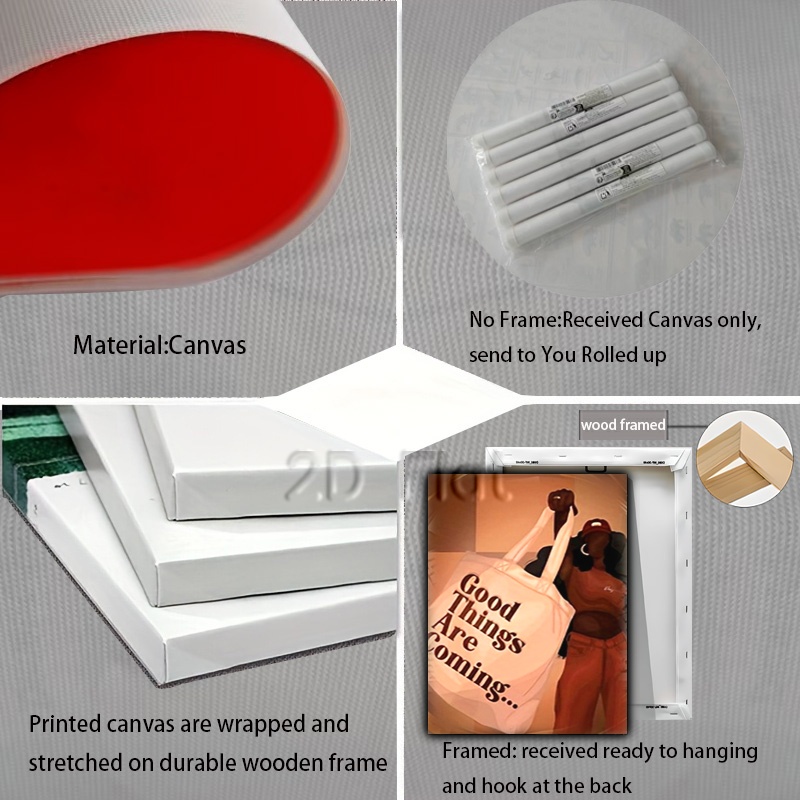 Material:Canvas
No Frame:Received Canvas only,
send to You Rolled up
2D Flat
Printed canvas are wrapped and
stretched on durable wooden frame
wood framed
Good
Things
Are
Coming...
Framed: received ready to hanging
and hook at the back